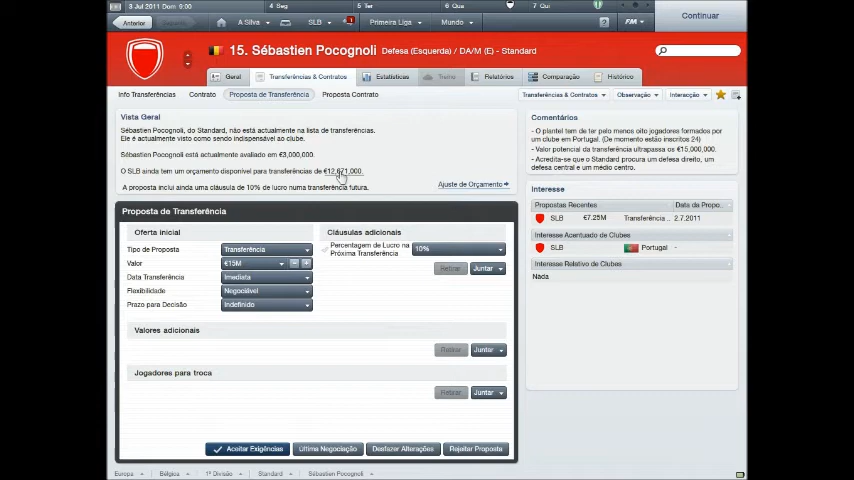 3 Jul 2011 Dom 9:00
4 Seg
5 Ter
6 Qua
7 Qui
Anterior
A Silva
SLB
Primeira Liga
Mundo
?
FM
Continuar
15. Sébastien Pocognoli Defesa (Esquerda) / DA/M (E) - Standard
Geral
Transferências & Contratos
Estatísticas
Treino
Relatórios
Comparação
Histórico
Info Transferências
Contrato
Proposta de Transferência
Proposta Contrato
Transferências & Contratos
Observação
Interacção
Vista Geral
Sébastien Pocognoli, do Standard, não está actualmente na lista de transferências.
Ele é actualmente visto como sendo indispensável ao clube.
Sébastien Pocognoli está actualmente avaliado em €3,000,000.
O SLB ainda tem um orçamento disponível para transferências de €12,671,000.
Ajuste de Orçamento
A proposta inclui ainda uma cláusula de 10% de lucro numa transferência futura.
Comentários
- O plantel tem de ter pelo menos oito jogadores formados por um clube em Portugal. (De momento estão inscritos 24)
- Valor potencial da transferência ultrapassa os €15,000,000.
- Acredita-se que o Standard procura um defesa direito, um defesa central e um médio centro.
Interesse
Propostas Recentes
Data da Propo..
SLB €7.25M Transferência .. 2.7.2011
Interesse Acentuado de Clubes
SLB Portugal -
Interesse Relativo de Clubes
Nada
Proposta de Transferência
Oferta inicial
Tipo de Proposta Transferência
Valor €15M
Data Transferência Imediata
Flexibilidade Negociável
Prazo para Decisão Indefinido
Cláusulas adicionais
Percentagem de Lucro na Próxima Transferência 10%
Retirar Juntar
Valores adicionais
Retirar Juntar
Jogadores para troca
Retirar Juntar
Aceitar Exigências
Última Negociação
Desfazer Alterações
Rejeitar Proposta
Europa
Bélgica
1ª Divisão
Standard
Sébastien Pocognoli